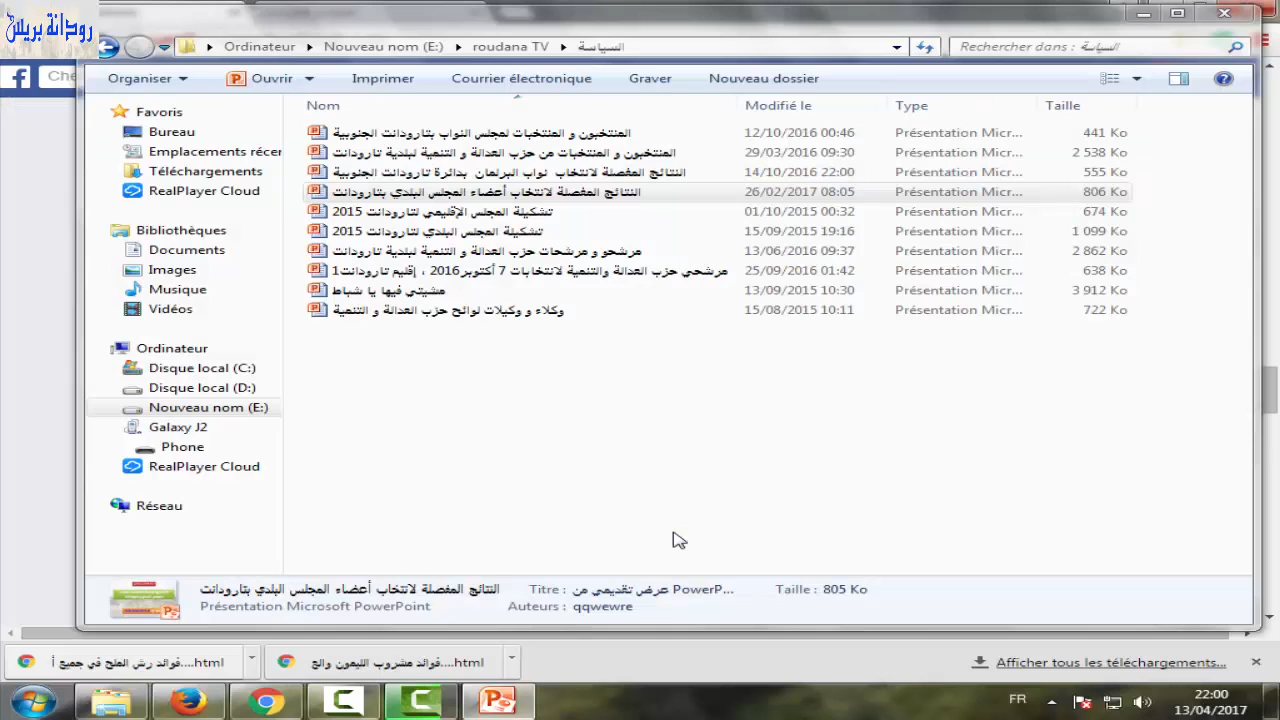 رودانة بريس
Ordinateur
Nouveau nom (E:)
roudana TV
السياسة
Rechercher dans : السياسة
Che
Organiser
Ouvrir
Imprimer
Courrier électronique
Graver
Nouveau dossier
Nom
Modifié le
Type
Taille
Favoris
Bureau
Emplacements récer
Téléchargements
RealPlayer Cloud
Bibliothèques
Documents
Images
Musique
Vidéos
Ordinateur
Disque local (C:)
Disque local (D:)
Nouveau nom (E:)
Galaxy J2
Phone
RealPlayer Cloud
Réseau
المنتخبون و المنتخبات لمجلس النواب بتارودانت الجنوبية 12/10/2016 00:46 Présentation Micr... 441 Ko
المنتخبون و المنتخبات من حزب العدالة و التنمية لبلدية تارودانت 29/03/2016 09:30 Présentation Micr... 2 538 Ko
النتائج المفصلة لانتخاب نواب البرلمان بدائرة تارودانت الجنوبية 14/10/2016 22:00 Présentation Micr... 555 Ko
النتائج المفصلة لانتخاب أعضاء المجلس البلدي بتارودانت 26/02/2017 08:05 Présentation Micr... 806 Ko
تشكيلة المجلس الإقليمي لتارودانت 2015 01/10/2015 00:32 Présentation Micr... 674 Ko
تشكيلة المجلس البلدي لتارودانت 2015 15/09/2015 19:16 Présentation Micr... 1 099 Ko
مرشحو و مرشحات حزب العدالة و التنمية لبلدية تارودانت 13/06/2016 09:37 Présentation Micr... 2 862 Ko
مرشحي حزب العدالة والتنمية لانتخابات 7 أكتوبر2016 ، إقليم تارودانت1 25/09/2016 01:42 Présentation Micr... 638 Ko
مشيتي فيها يا شباط 13/09/2015 10:30 Présentation Micr... 3 912 Ko
وكلاء و وكيلات لوائح حزب العدالة و التنمية 15/08/2015 10:11 Présentation Micr... 722 Ko
النتائج المفصلة لانتخاب أعضاء المجلس البلدي بتارودانت
Titre : عرض تقديمي من PowerP...
Taille : 805 Ko
Présentation Microsoft PowerPoint
Auteurs : qqwewre
فوائد رش الملح في جميع أ....html
فوائد مشروب الليمون والج....html
Afficher tous les téléchargements...
FR
22:00
13/04/2017